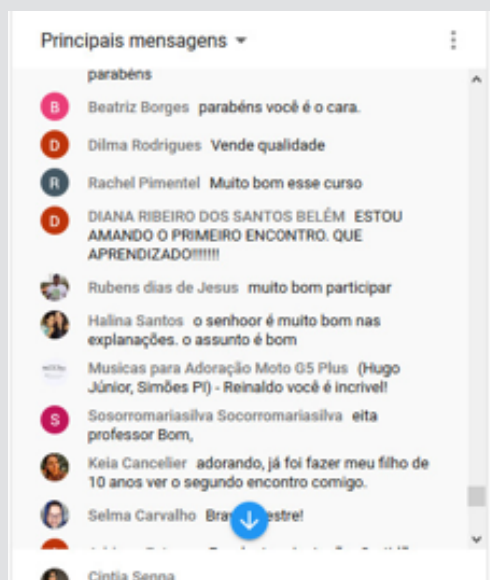 Principais mensagens
parabéns
B Beatriz Borges parabéns você é o cara.
D Dilma Rodrigues Vende qualidade
R Rachel Pimentel Muito bom esse curso
D DIANA RIBEIRO DOS SANTOS BELÉM ESTOU
AMANDO O PRIMEIRO ENCONTRO. QUE
APRENDIZADO!!!!!!!
Rubens dias de Jesus muito bom participar
Halina Santos o senhoor é muito bom nas
explanações. o assunto é bom
Musicas para Adoração Moto G5 Plus (Hugo
Júnior, Simões PI) - Reinaldo você é incrivel!
S Sosorromariasilva Socorromariasilva eita
professor Bom,
Keia Cancelier adorando, já foi fazer meu filho de
10 anos ver o segundo encontro comigo.
Selma Carvalho Bra estre!
Cintia Senna